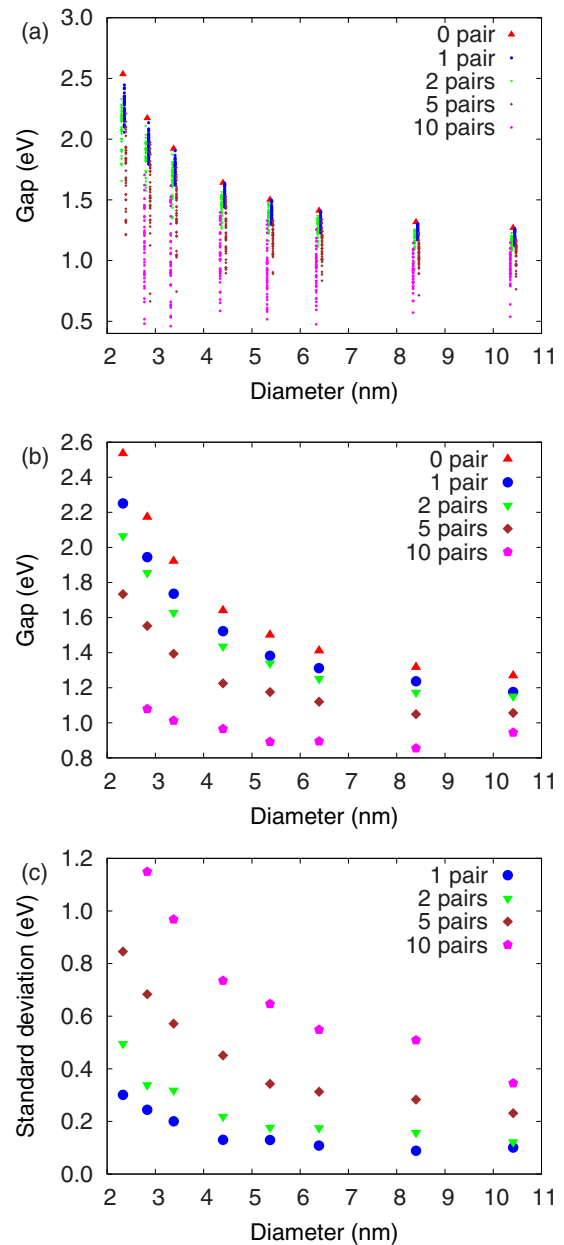 (a)
3.0
2.5
2.0
1.5
1.0
0.5
Gap (eV)
0 pair
1 pair
2 pairs
5 pairs
10 pairs
2 3 4 5 6 7 8 9 10 11
Diameter (nm)
(b)
2.6
2.4
2.2
2.0
1.8
1.6
1.4
1.2
1.0
0.8
Gap (eV)
0 pair
1 pair
2 pairs
5 pairs
10 pairs
2 3 4 5 6 7 8 9 10 11
Diameter (nm)
(c)
1.2
1.0
0.8
0.6
0.4
0.2
0.0
Standard deviation (eV)
1 pair
2 pairs
5 pairs
10 pairs
2 3 4 5 6 7 8 9 10 11
Diameter (nm)